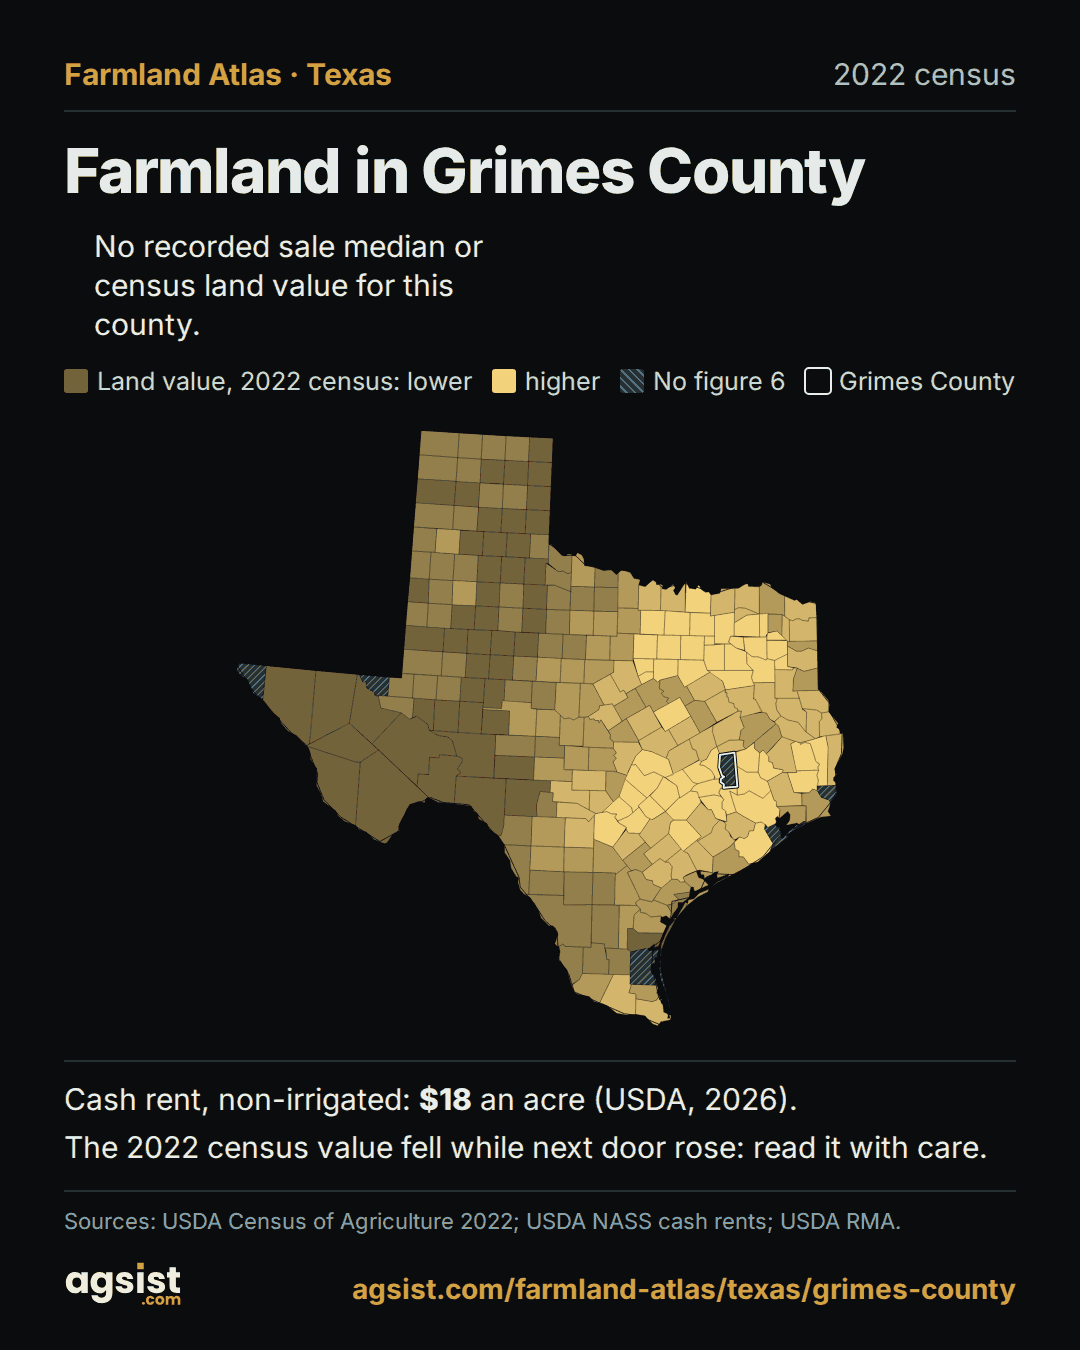 Farmland Atlas · Texas
2022 census
Farmland in Grimes County
No recorded sale median or
census land value for this
county.
Land value, 2022 census: lower higher No figure 6 Grimes County
Cash rent, non-irrigated: $18 an acre (USDA, 2026).
The 2022 census value fell while next door rose: read it with care.
Sources: USDA Census of Agriculture 2022; USDA NASS cash rents; USDA RMA.
agsist
.com
agsist.com/farmland-atlas/texas/grimes-county